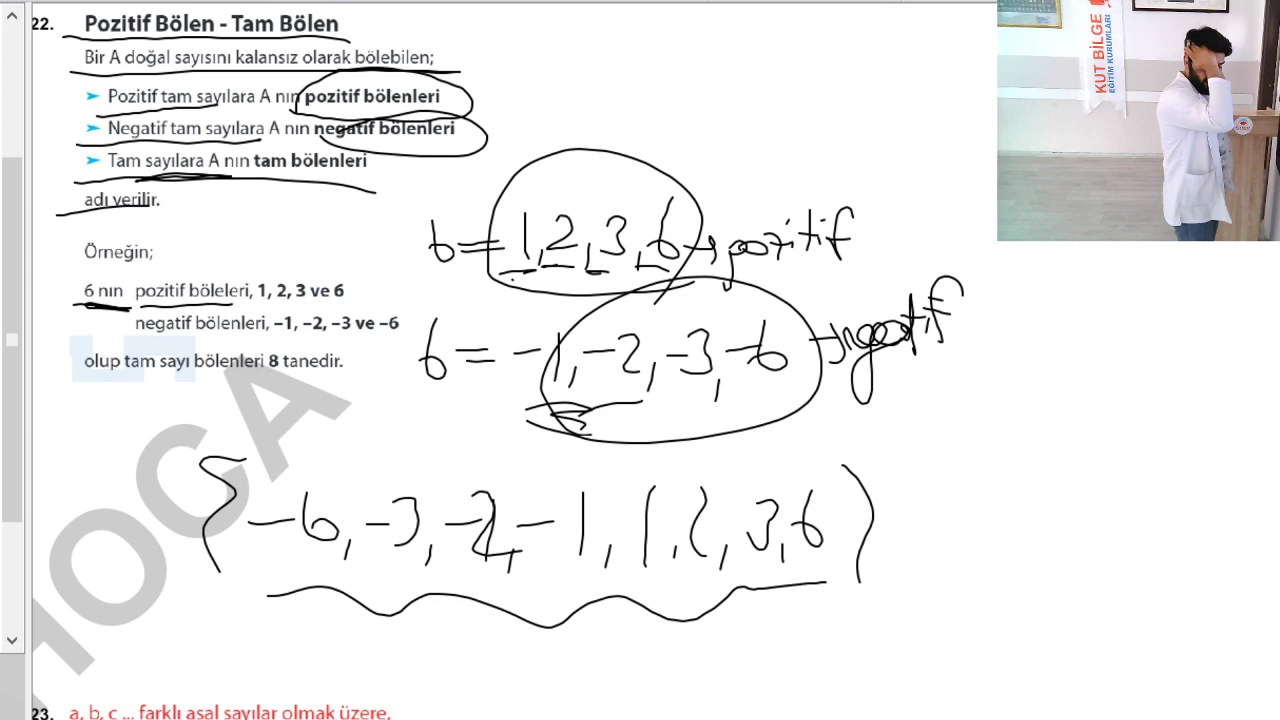 22. Pozitif Bölen - Tam Bölen
Bir A doğal sayısını kalansız olarak bölebilen;
➤ Pozitif tam sayılara A nın pozitif bölenleri
➤ Negatif tam sayılara A nın negatif bölenleri
➤ Tam sayılara A nın tam bölenleri
adı verilir.
Örneğin;
6 nın pozitif böleleri, 1, 2, 3 ve 6
negatif bölenleri, –1, –2, –3 ve –6
olup tam sayı bölenleri 8 tanedir.
6 = 1, 2, 3, 6 → pozitif
6 = -1, -2, -3, -6 →
{-6, -3, -2, -1, 1, 2, 3, 6}
HOCA
23. a, b, c ... farklı asal sayılar olmak üzere,
KUT BİLGE
EĞİTİM KURUMLARI